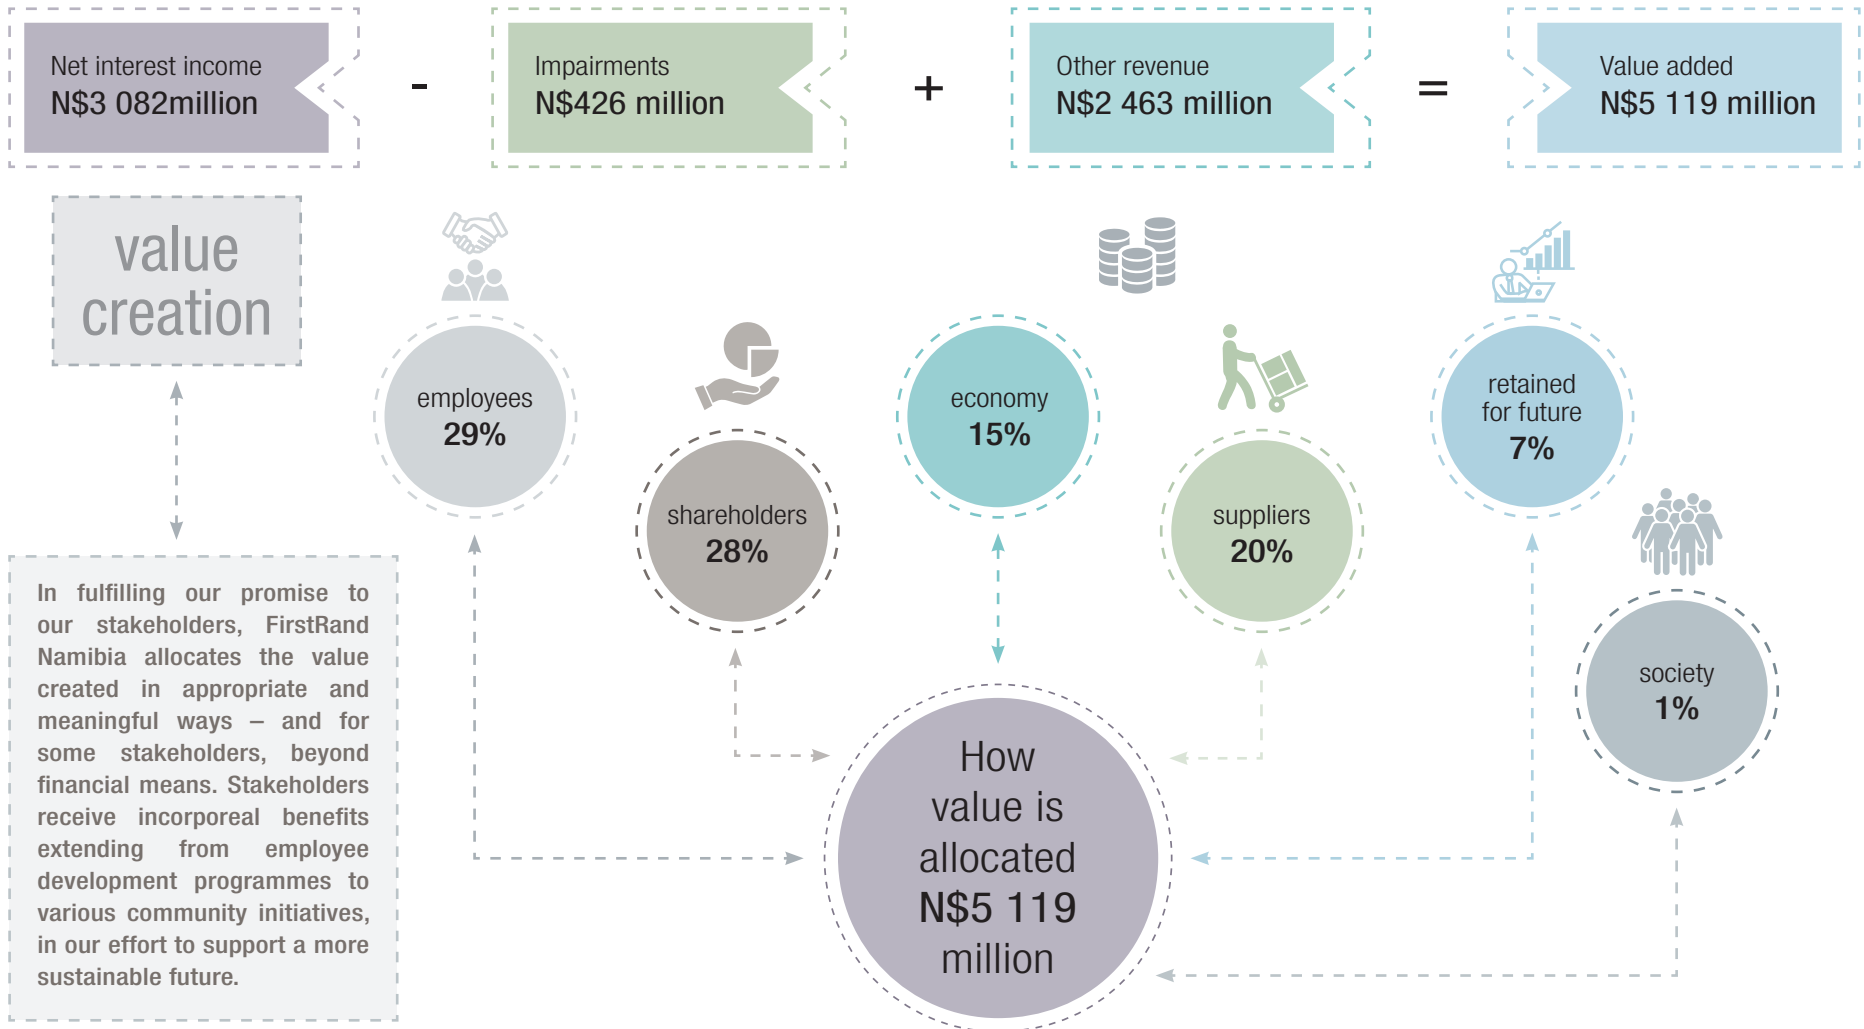 Net interest income
N$3 082million
-
Impairments
N$426 million
+
Other revenue
N$2 463 million
=
Value added
N$5 119 million
value
creation
employees
29%
shareholders
28%
economy
15%
suppliers
20%
retained
for future
7%
society
1%
In fulfilling our promise to
our stakeholders, FirstRand
Namibia allocates the value
created in appropriate and
meaningful ways – and for
some stakeholders, beyond
financial means. Stakeholders
receive incorporeal benefits
extending from employee
development programmes to
various community initiatives,
in our effort to support a more
sustainable future.
How
value is
allocated
N$5 119
million